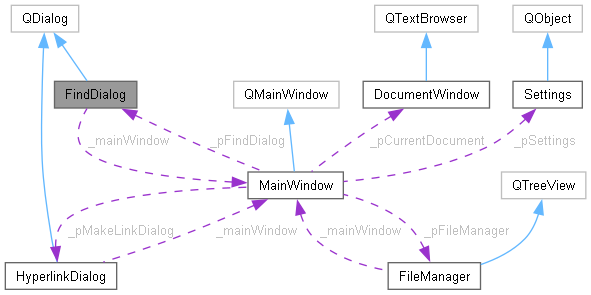 QDialog
QTextBrowser
QObject
FindDialog
QMainWindow
DocumentWindow
Settings
_mainWindow
_pFindDialog
_pCurrentDocument
_pSettings
MainWindow
QTreeView
_pMakeLinkDialog
_mainWindow
_mainWindow
_pFileManager
HyperlinkDialog
FileManager